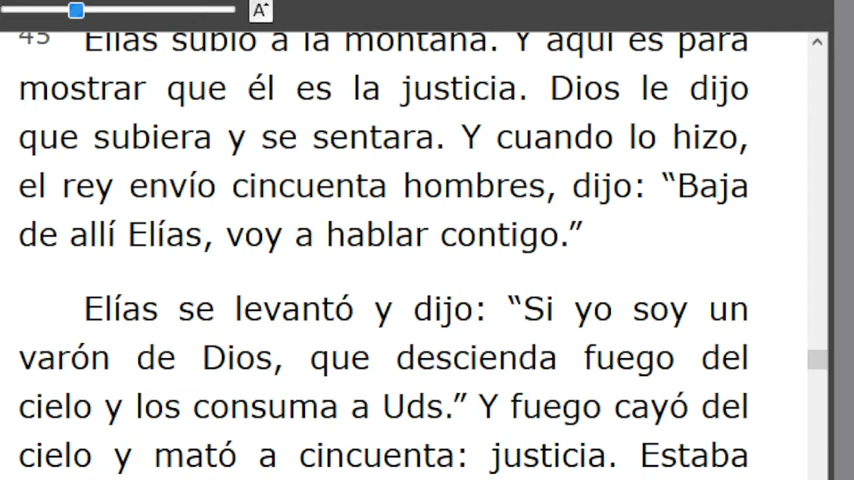 A
45 Elías subió a la montaña. Y aquí es para
mostrar que él es la justicia. Dios le dijo
que subiera y se sentara. Y cuando lo hizo,
el rey envío cincuenta hombres, dijo: “Baja
de allí Elías, voy a hablar contigo.”
Elías se levantó y dijo: “Si yo soy un
varón de Dios, que descienda fuego del
cielo y los consuma a Uds.” Y fuego cayó del
cielo y mató a cincuenta: justicia. Estaba